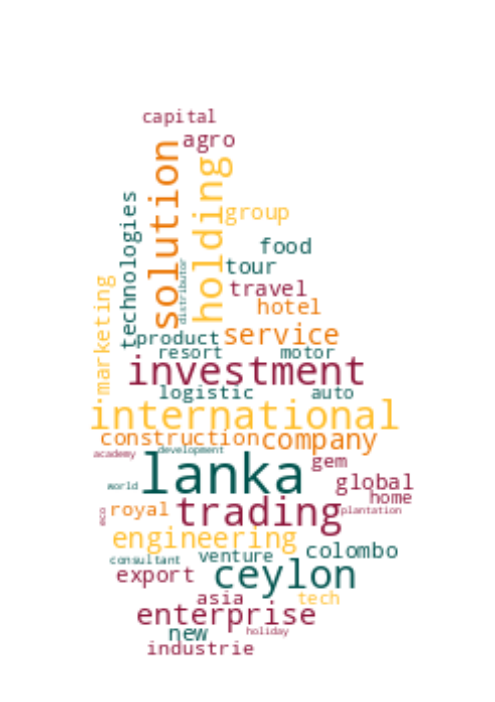 capital
agro
solution
holding
group
technologies
food
tour
distributor
travel
marketing
hotel
service
product
resort
motor
investment
logistic
auto
international
construction
company
development
academy
lanka
gem
global
world
home
royal
trading
plantation
eco
engineering
colombo
venture
consultant
export
ceylon
asia
tech
enterprise
new
holiday
industrie